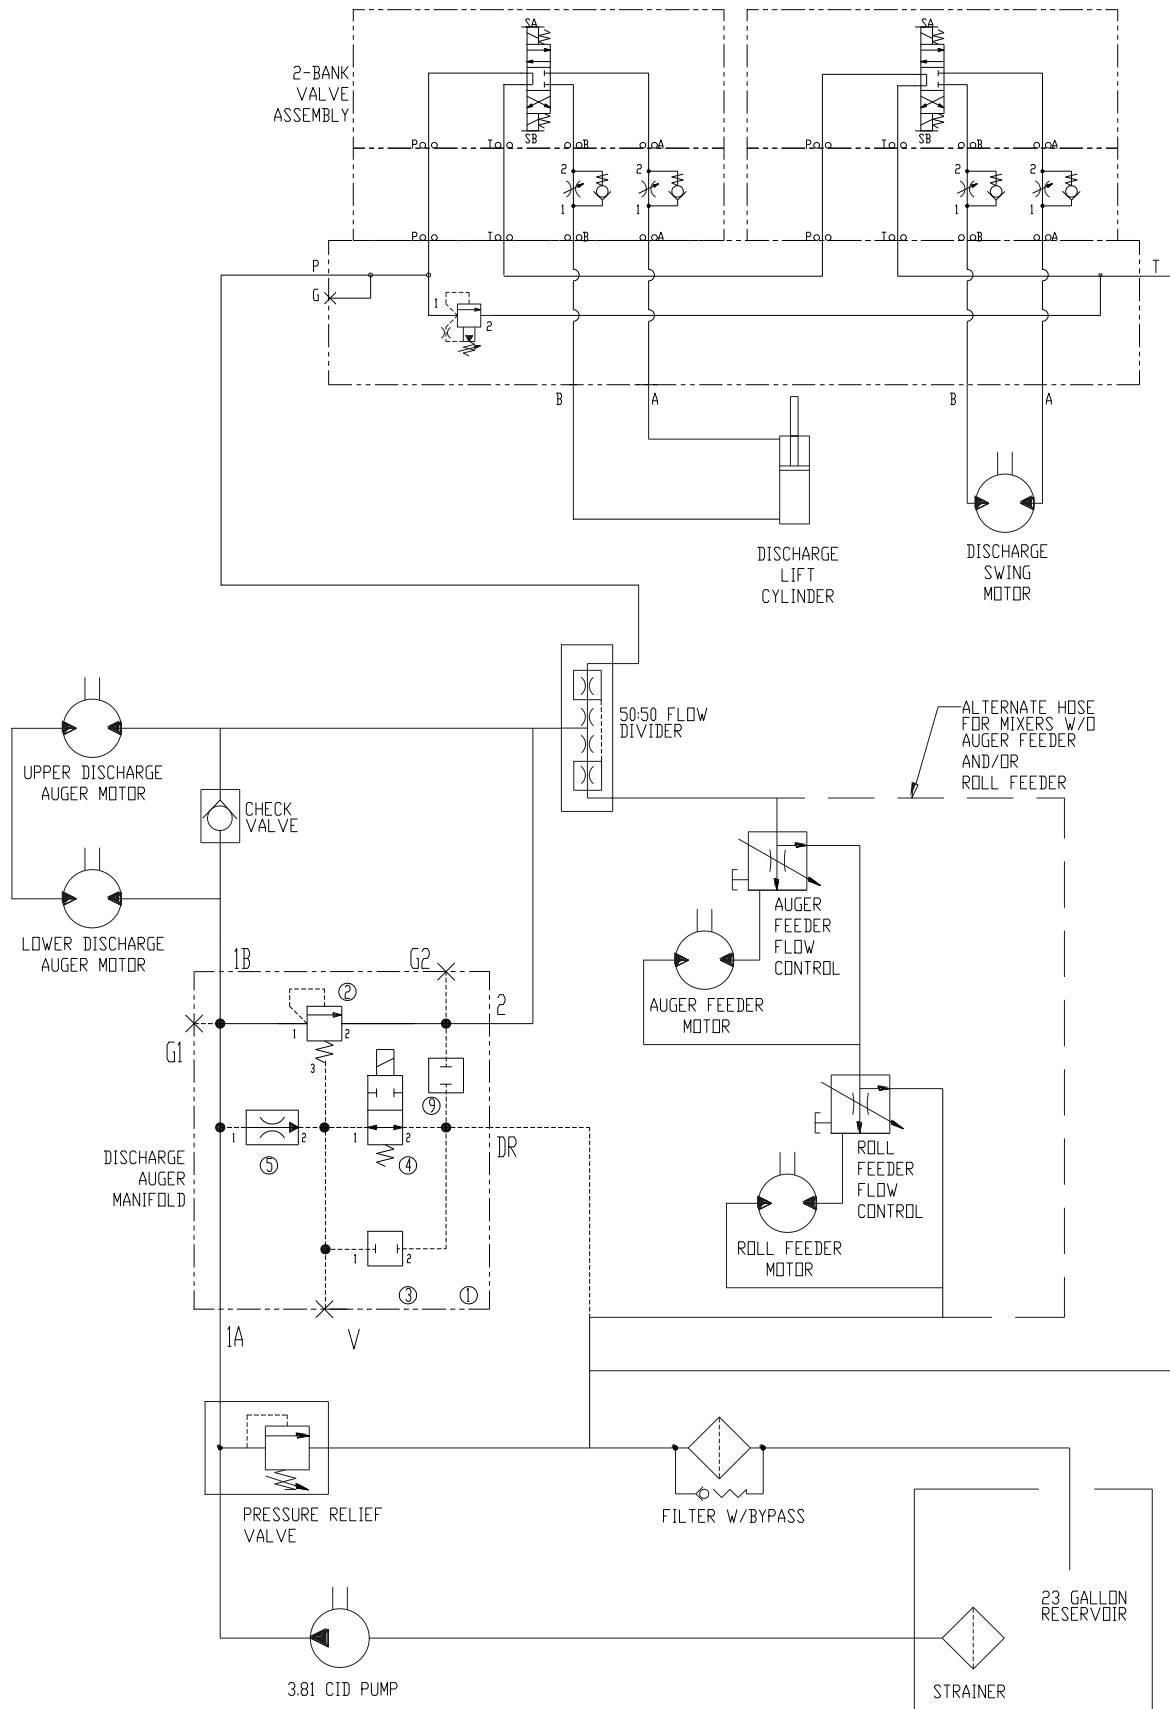 SA
SA
2-BANK
VALVE
ASSEMBLY
SB
SB
P T B A
P T B A
2 2
2 2
1 1
1 1
P T B A
P T B A
P
T
G
1
2
B A
B A
DISCHARGE
LIFT
CYLINDER
DISCHARGE
SWING
MOTOR
50:50 FLOW
DIVIDER
ALTERNATE HOSE
FOR MIXERS W/O
AUGER FEEDER
AND/OR
ROLL FEEDER
UPPER DISCHARGE
AUGER MOTOR
CHECK
VALVE
AUGER
FEEDER
FLOW
CONTROL
LOWER DISCHARGE
AUGER MOTOR
AUGER FEEDER
MOTOR
1B
G2
2
2
1 2
G1
3
9
1 2
1 2
DR
5
4
DISCHARGE
AUGER
MANIFOLD
ROLL
FEEDER
FLOW
CONTROL
ROLL FEEDER
MOTOR
1 2
3
1
1A
V
PRESSURE RELIEF
VALVE
FILTER W/BYPASS
23 GALLON
RESERVOIR
3.81 CID PUMP
STRAINER